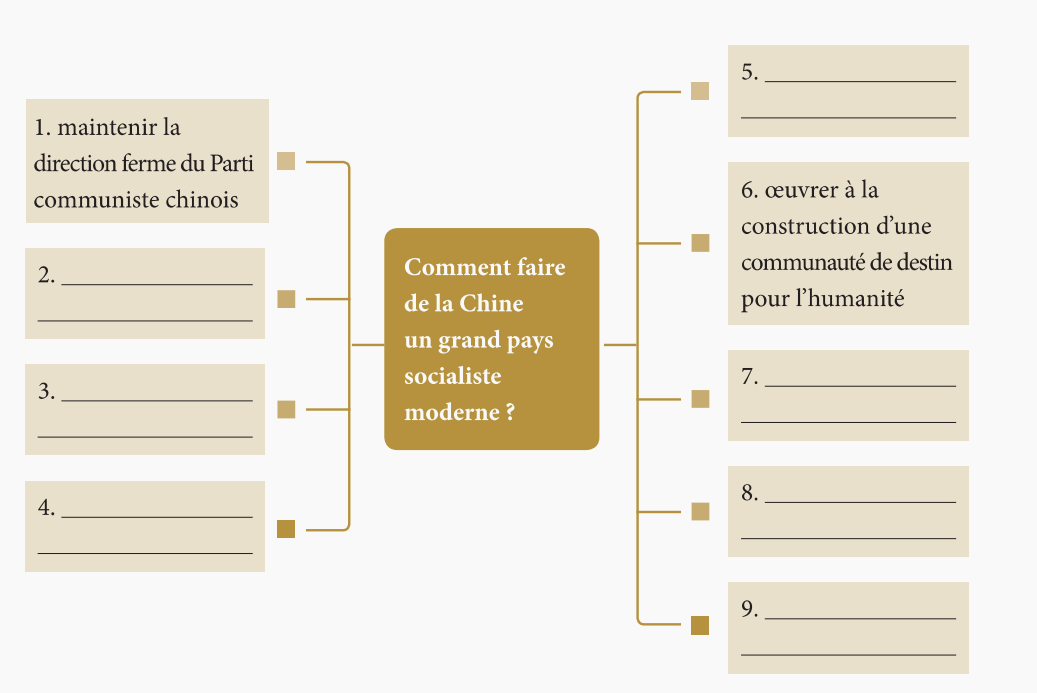 1. maintenir la
direction ferme du Parti
communiste chinois
2.
3.
4.
Comment faire
de la Chine
un grand pays
socialiste
moderne ?
5.
6. œuvrer à la
construction d’une
communauté de destin
pour l’humanité
7.
8.
9.